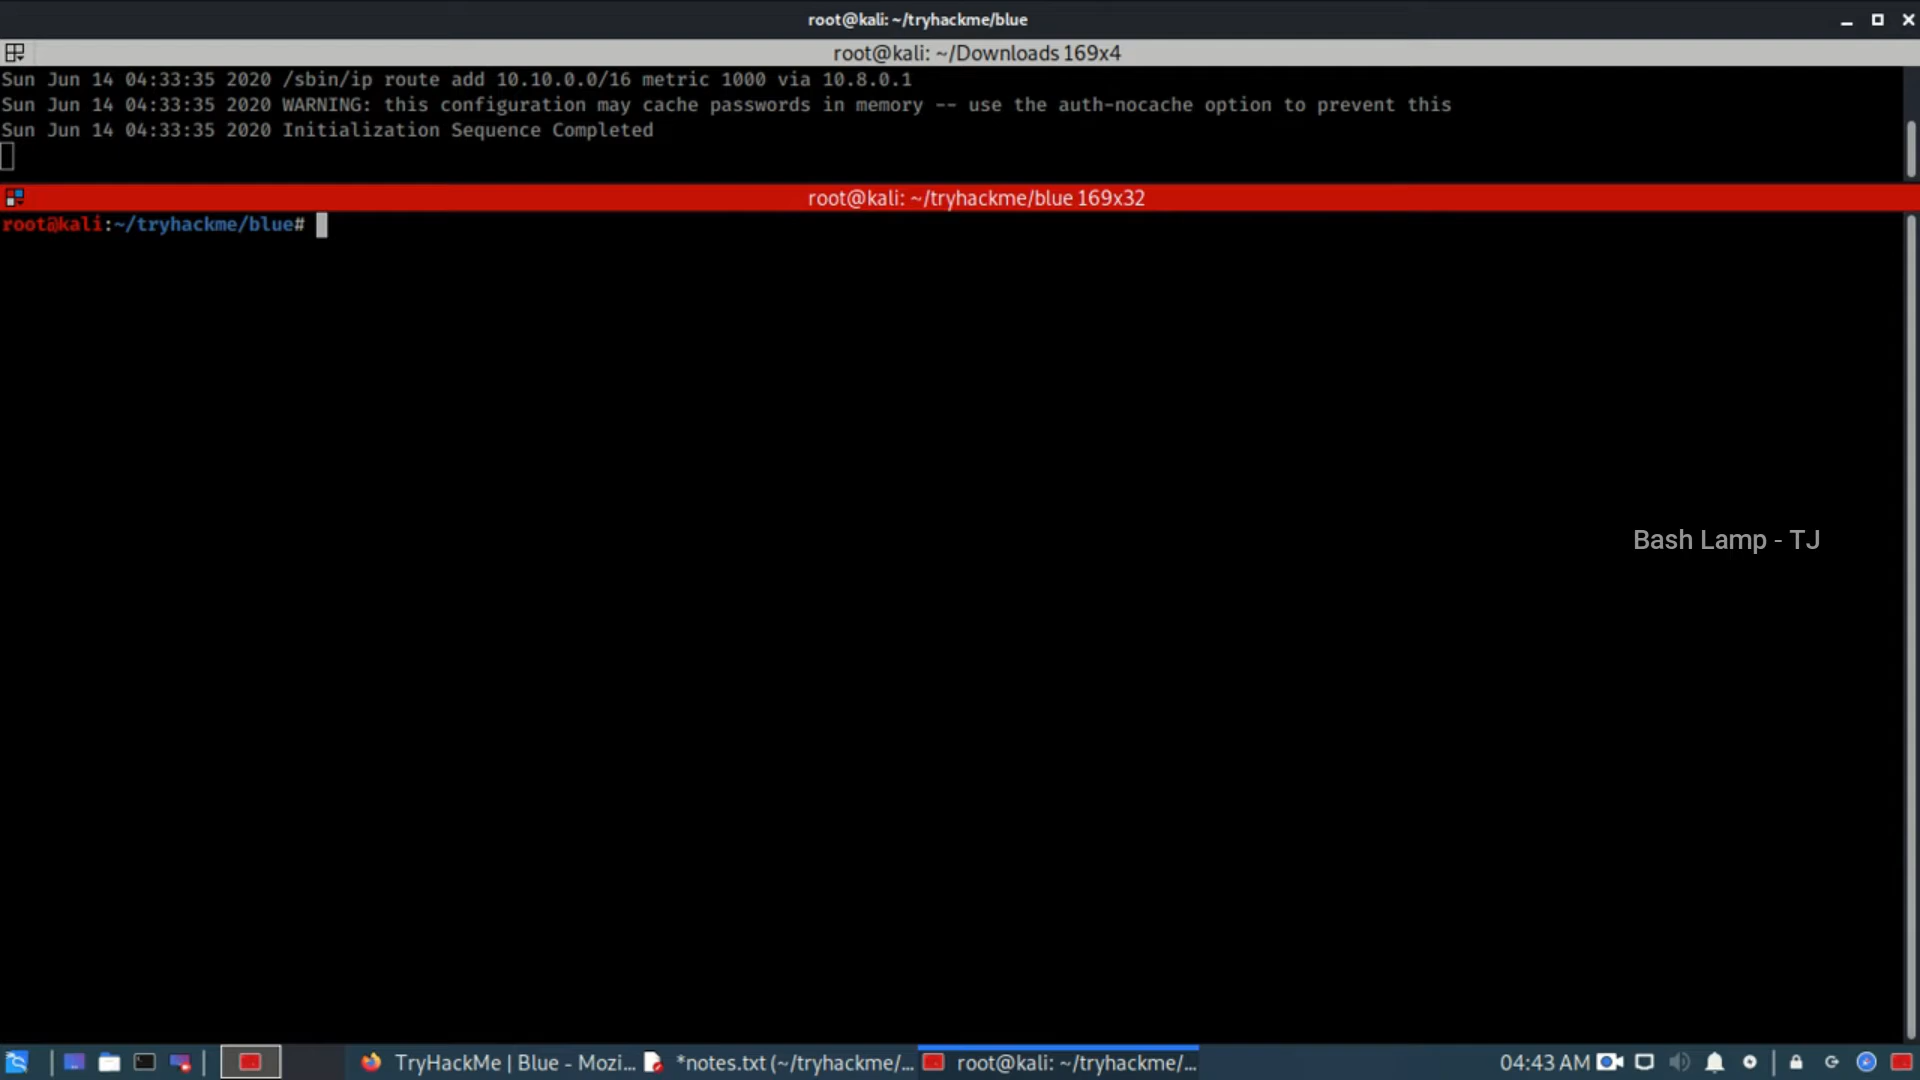 root@kali: ~/tryhackme/blue
root@kali: ~/Downloads 169x4
Sun Jun 14 04:33:35 2020 /sbin/ip route add 10.10.0.0/16 metric 1000 via 10.8.0.1
Sun Jun 14 04:33:35 2020 WARNING: this configuration may cache passwords in memory -- use the auth-nocache option to prevent this
Sun Jun 14 04:33:35 2020 Initialization Sequence Completed
root@kali: ~/tryhackme/blue 169x32
root@kali:~/tryhackme/blue#
Bash Lamp - TJ
TryHackMe | Blue - Mozi... *notes.txt (~/tryhackme/... root@kali: ~/tryhackme/... 04:43 AM